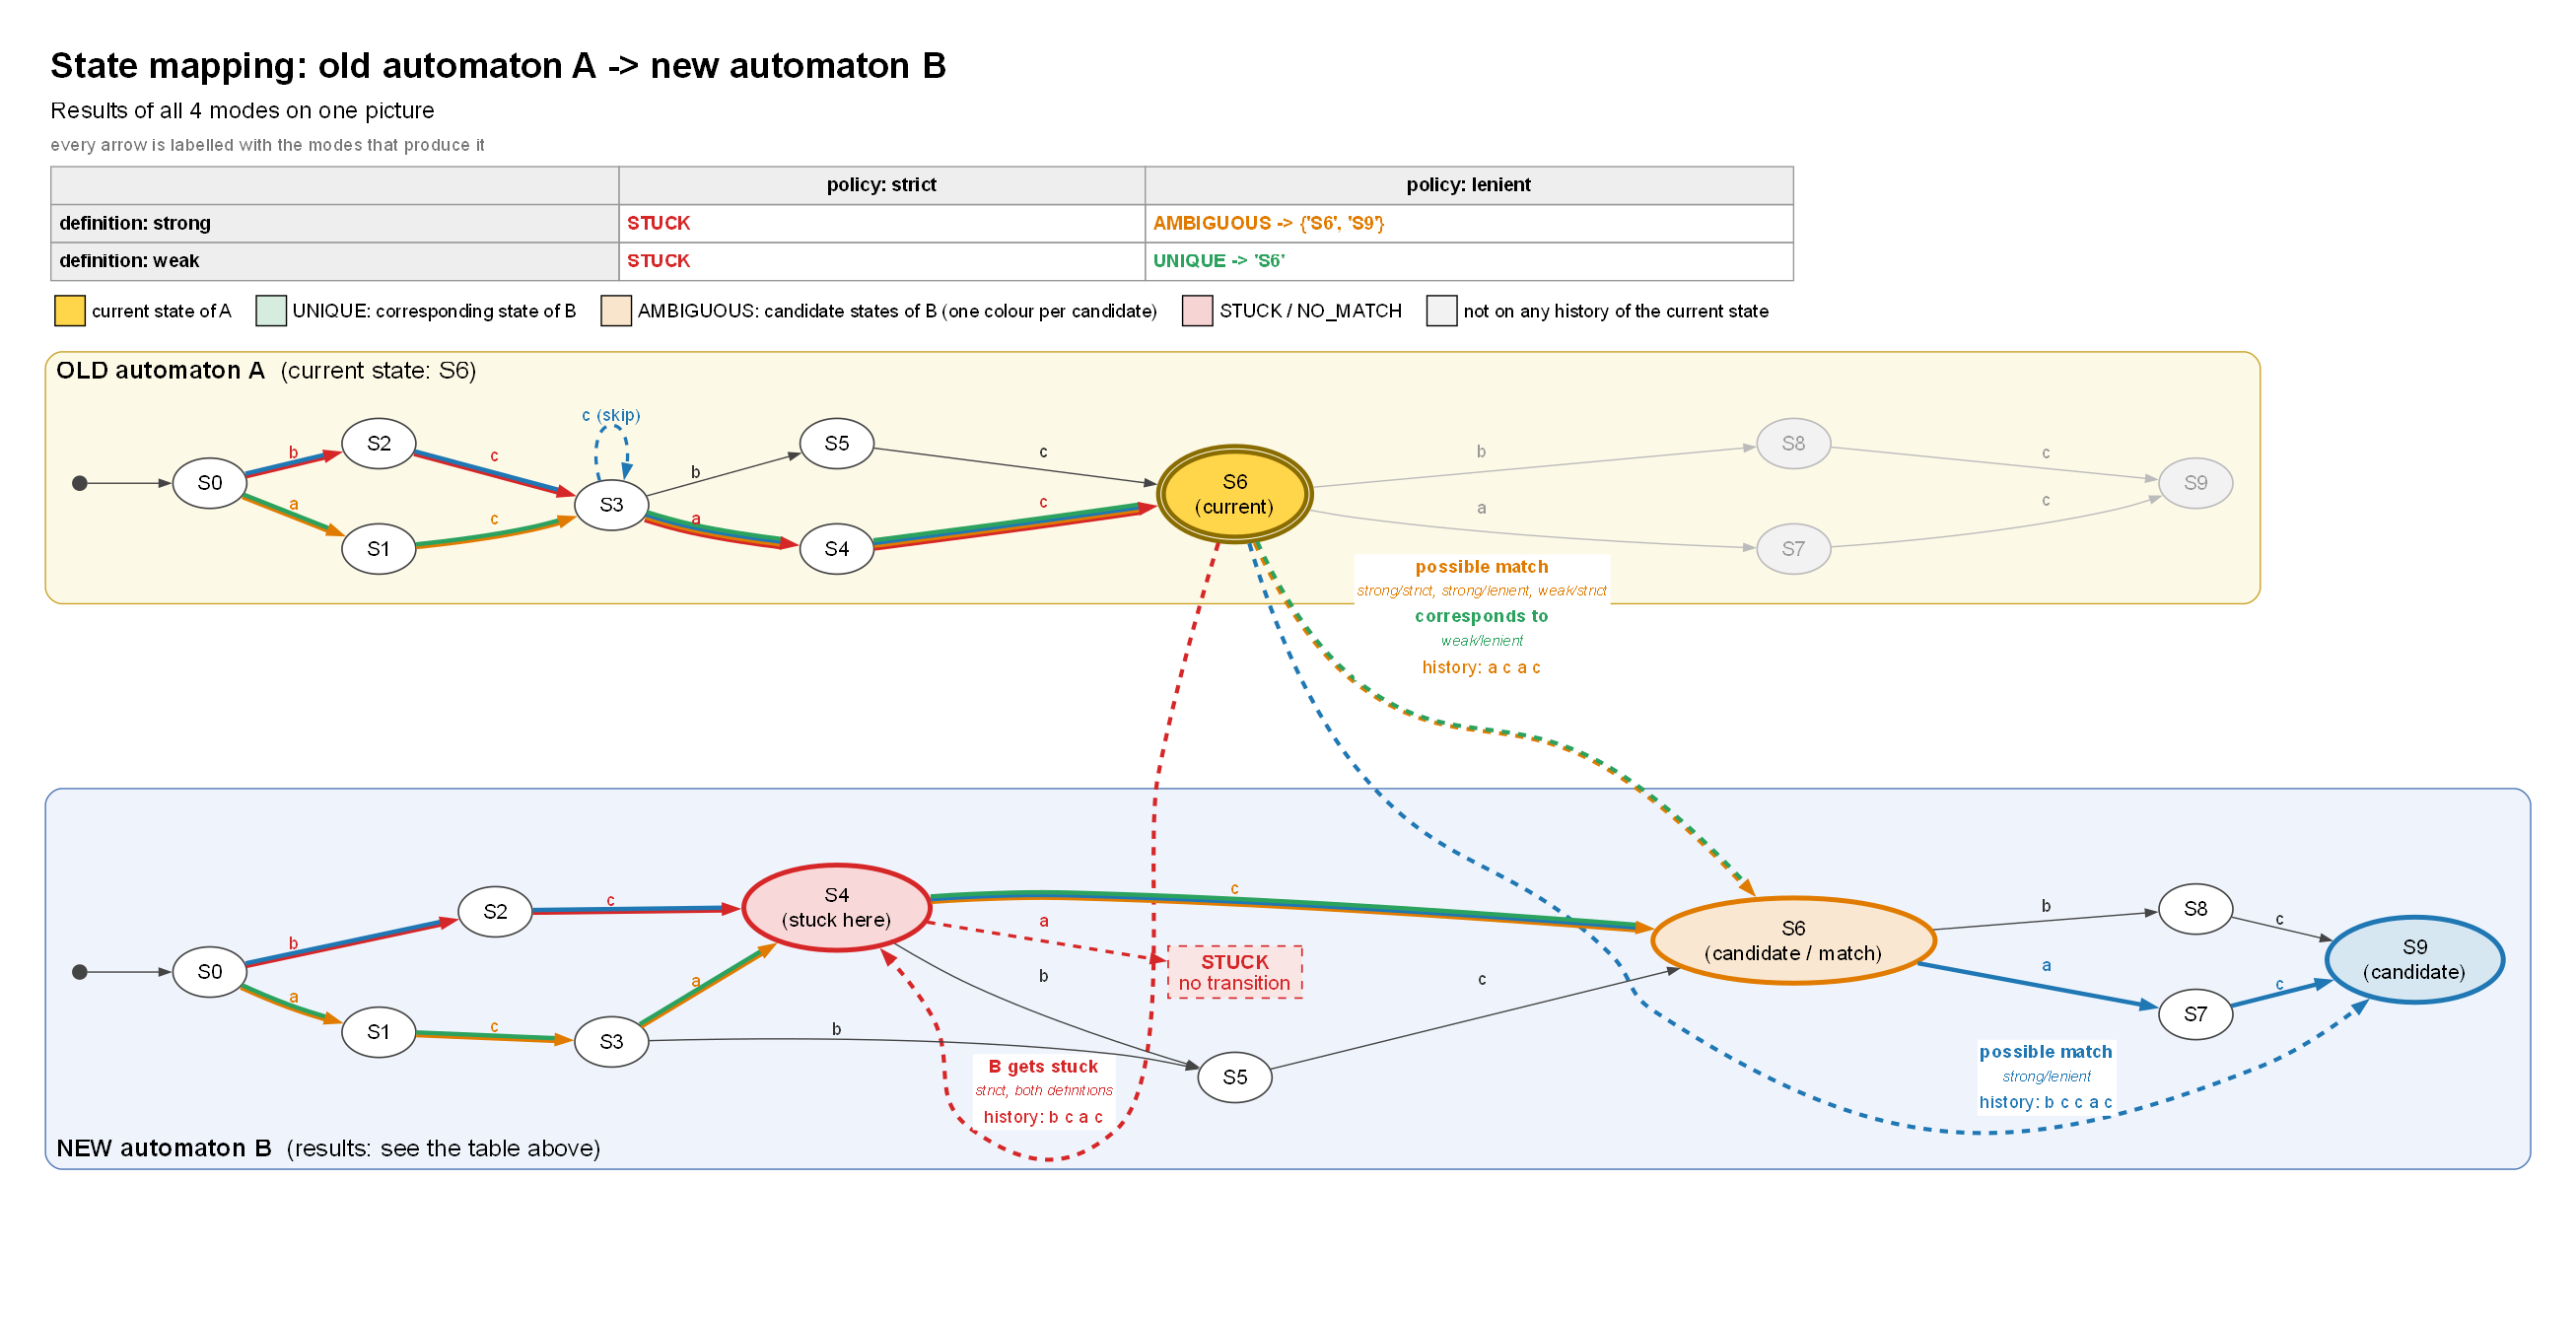 State mapping: old automaton A -> new automaton B
Results of all 4 modes on one picture
every arrow is labelled with the modes that produce it
policy: strict policy: lenient
definition: strong STUCK AMBIGUOUS -> {'S6', 'S9'}
definition: weak STUCK UNIQUE -> 'S6'
current state of A UNIQUE: corresponding state of B AMBIGUOUS: candidate states of B (one colour per candidate) STUCK / NO_MATCH not on any history of the current state
OLD automaton A (current state: S6)
c (skip)
S2 S5 S8
b c b c b c
S0 S3 S6 S9
(current)
a c a c a c
S1 S4 S7
possible match
strong/strict, strong/lenient, weak/strict
corresponds to
weak/lenient
history: a c a c
S4
(stuck here)
c
S2 c a b S8 c
b
S6
(candidate / match)
S9
(candidate)
STUCK
no transition
S0 a b c a c
a c
S1 S3 b S7
B gets stuck
strict, both definitions
history: b c a c
S5
possible match
strong/lenient
history: b c c a c
NEW automaton B (results: see the table above)